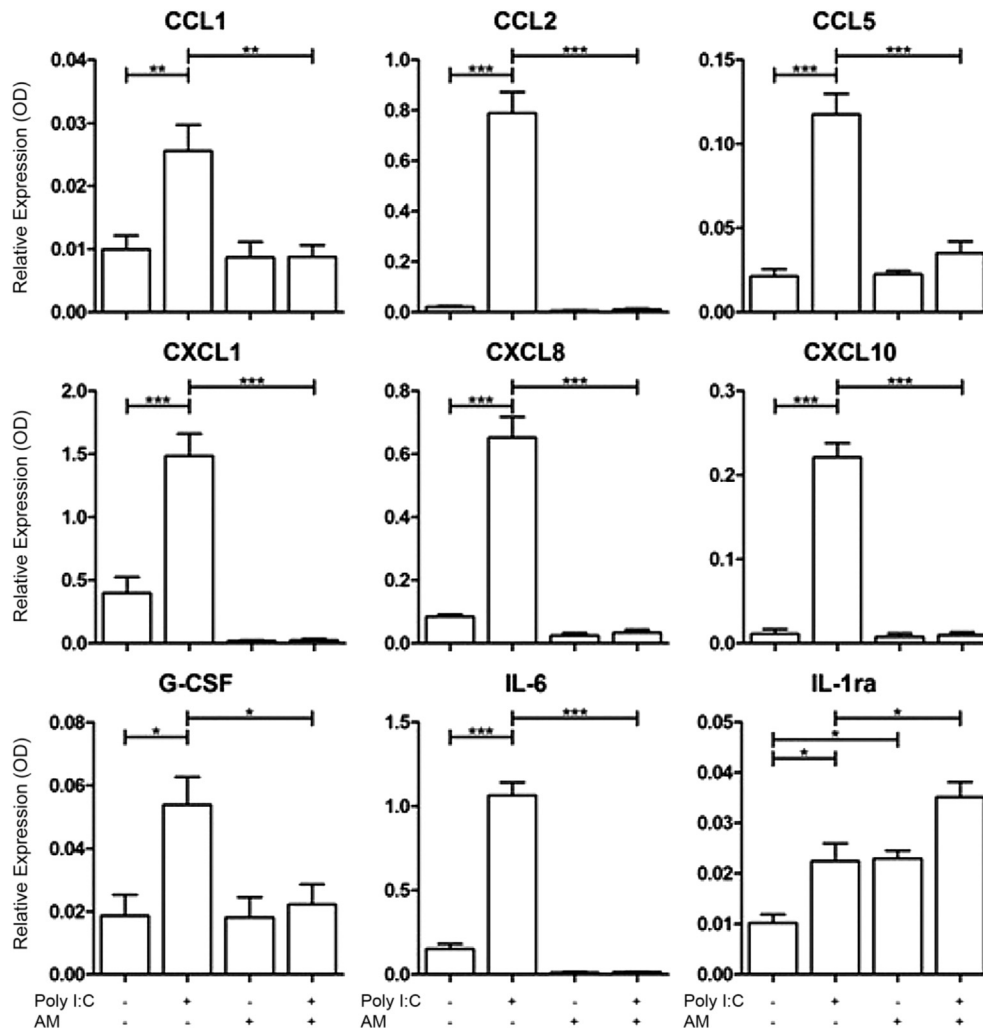 CCL1 CCL2 CCL5
** ** *** *** *** ***
Relative Expression (OD)
0.04 1.0 0.15
0.03 0.8
0.6 0.10
0.02
0.4
0.01 0.2 0.05
0.00 0.0 0.00
CXCL1 CXCL8 CXCL10
*** *** *** *** *** ***
Relative Expression (OD)
2.0 0.8 0.3
1.5 0.6
0.2
1.0 0.4
0.1
0.5 0.2
0.0 0.0 0.0
G-CSF IL-6 IL-1ra
* * *** *** * * *
Relative Expression (OD)
0.08 1.5 0.05
0.06 0.04
1.0
0.03
0.04
0.02
0.5
0.02 0.01
0.00 0.0 0.00
Poly I:C - + - + Poly I:C - + - + Poly I:C - + - +
AM - - + + AM - - + + AM - - + +